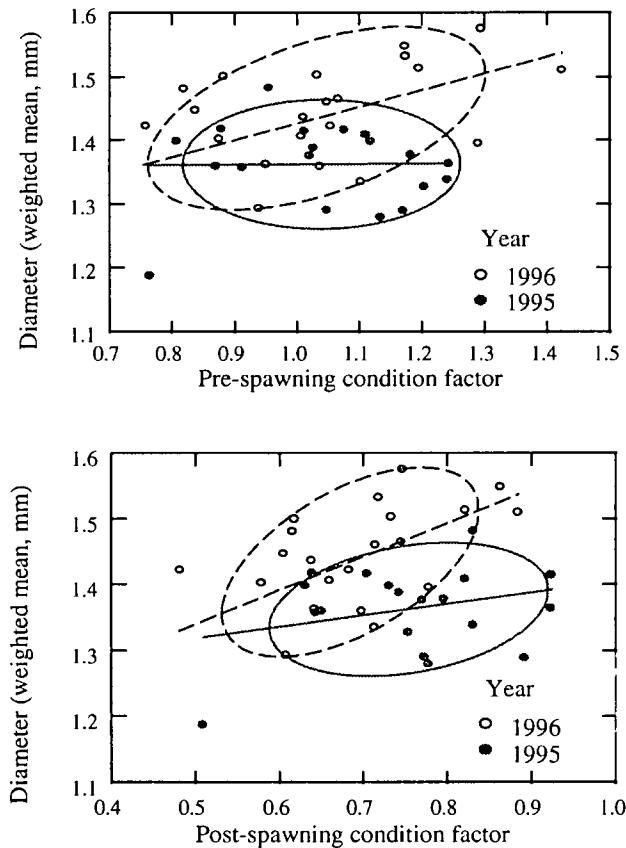 1.6
1.5
1.4
1.3
1.2
1.1
Diameter (weighted mean, mm)
Year
1996
1995
0.7 0.8 0.9 1.0 1.1 1.2 1.3 1.4 1.5
Pre-spawning condition factor
1.6
1.5
1.4
1.3
1.2
1.1
Diameter (weighted mean, mm)
Year
1996
1995
0.4 0.5 0.6 0.7 0.8 0.9 1.0
Post-spawning condition factor